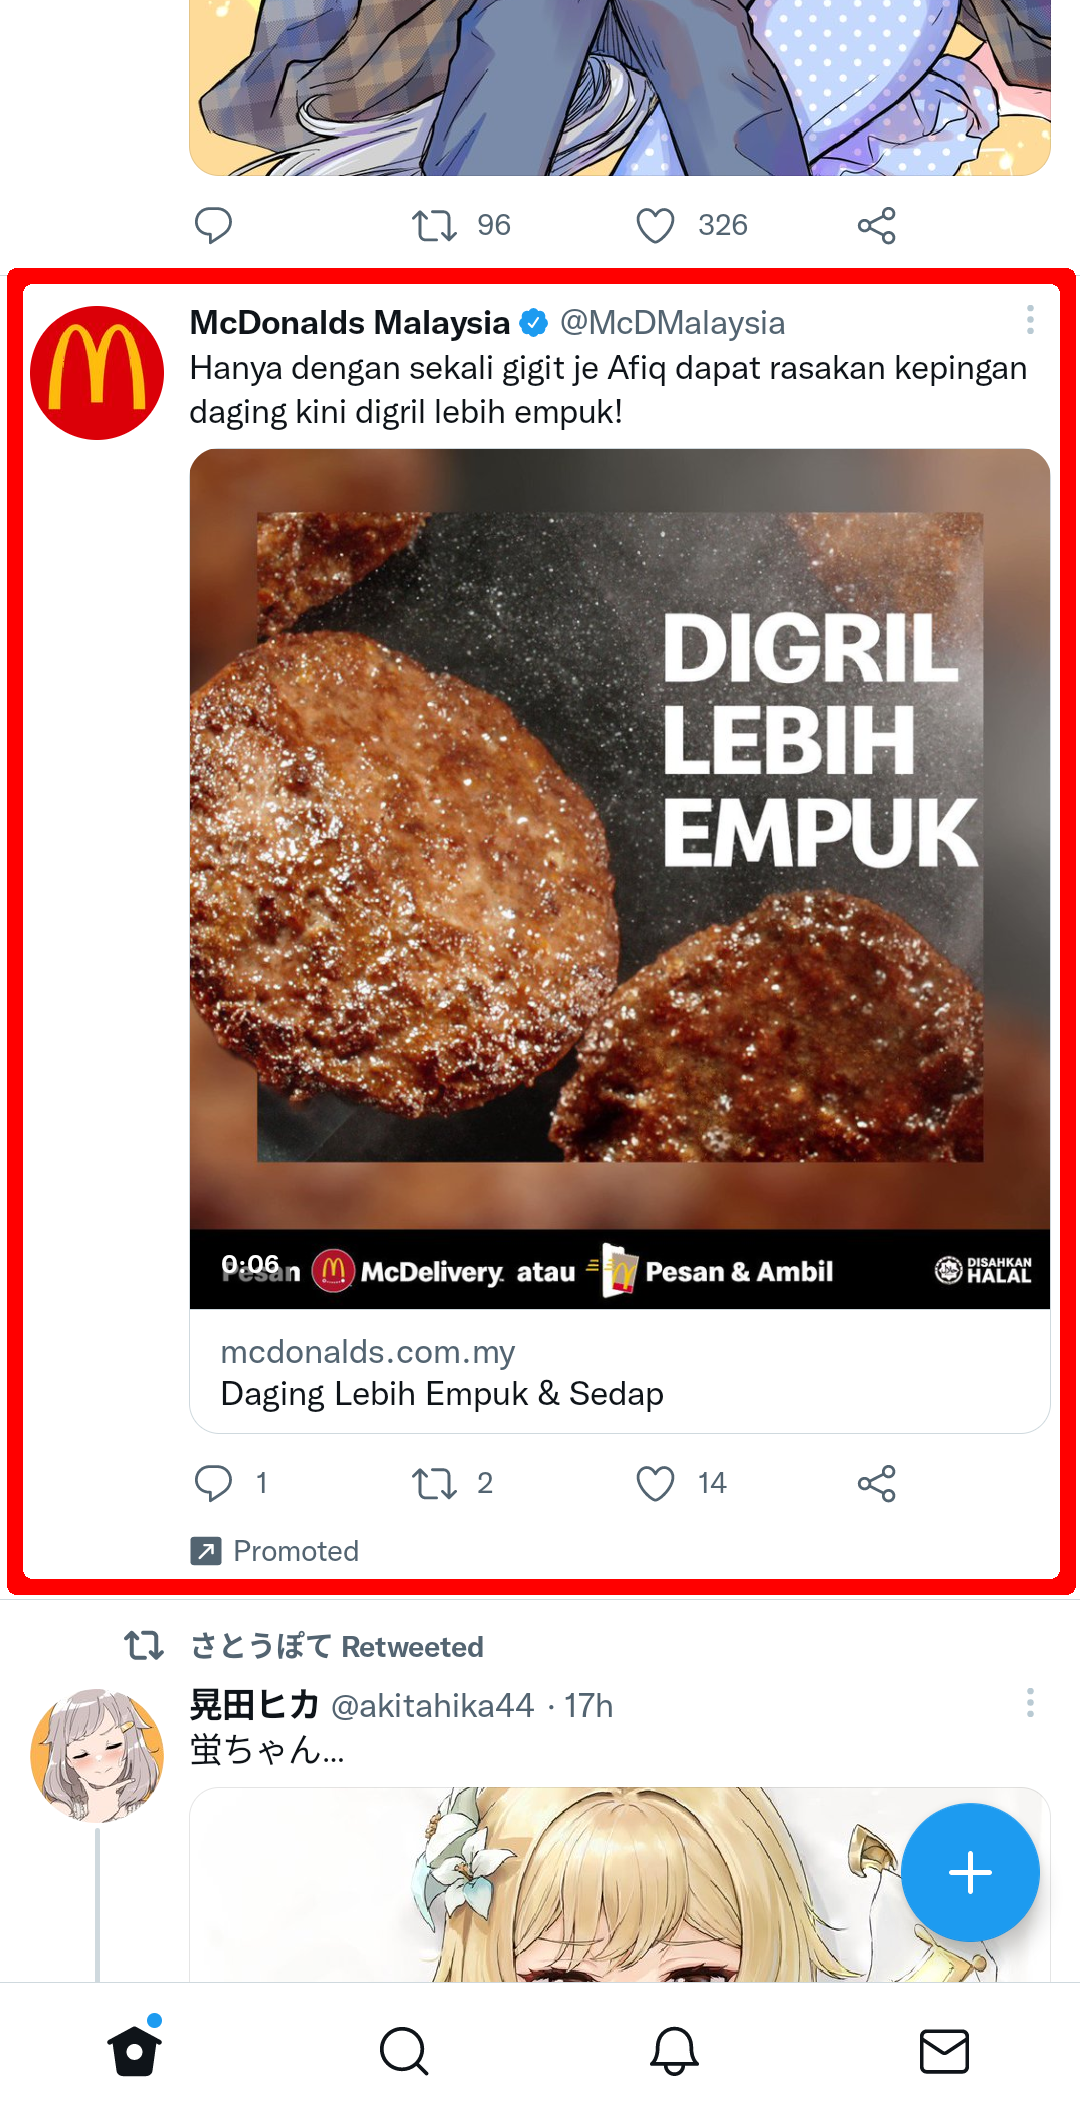 96
326
McDonalds Malaysia @McDMalaysia
Hanya dengan sekali gigit je Afiq dapat rasakan kepingan
daging kini digril lebih empuk!
DIGRIL
LEBIH
EMPUK
0:06
Pesan McDelivery. atau Pesan & Ambil
DISAHKAN
HALAL
mcdonalds.com.my
Daging Lebih Empuk & Sedap
1
2
14
Promoted
さとうぽて Retweeted
晃田ヒカ @akitahika44 · 17h
蛍ちゃん...